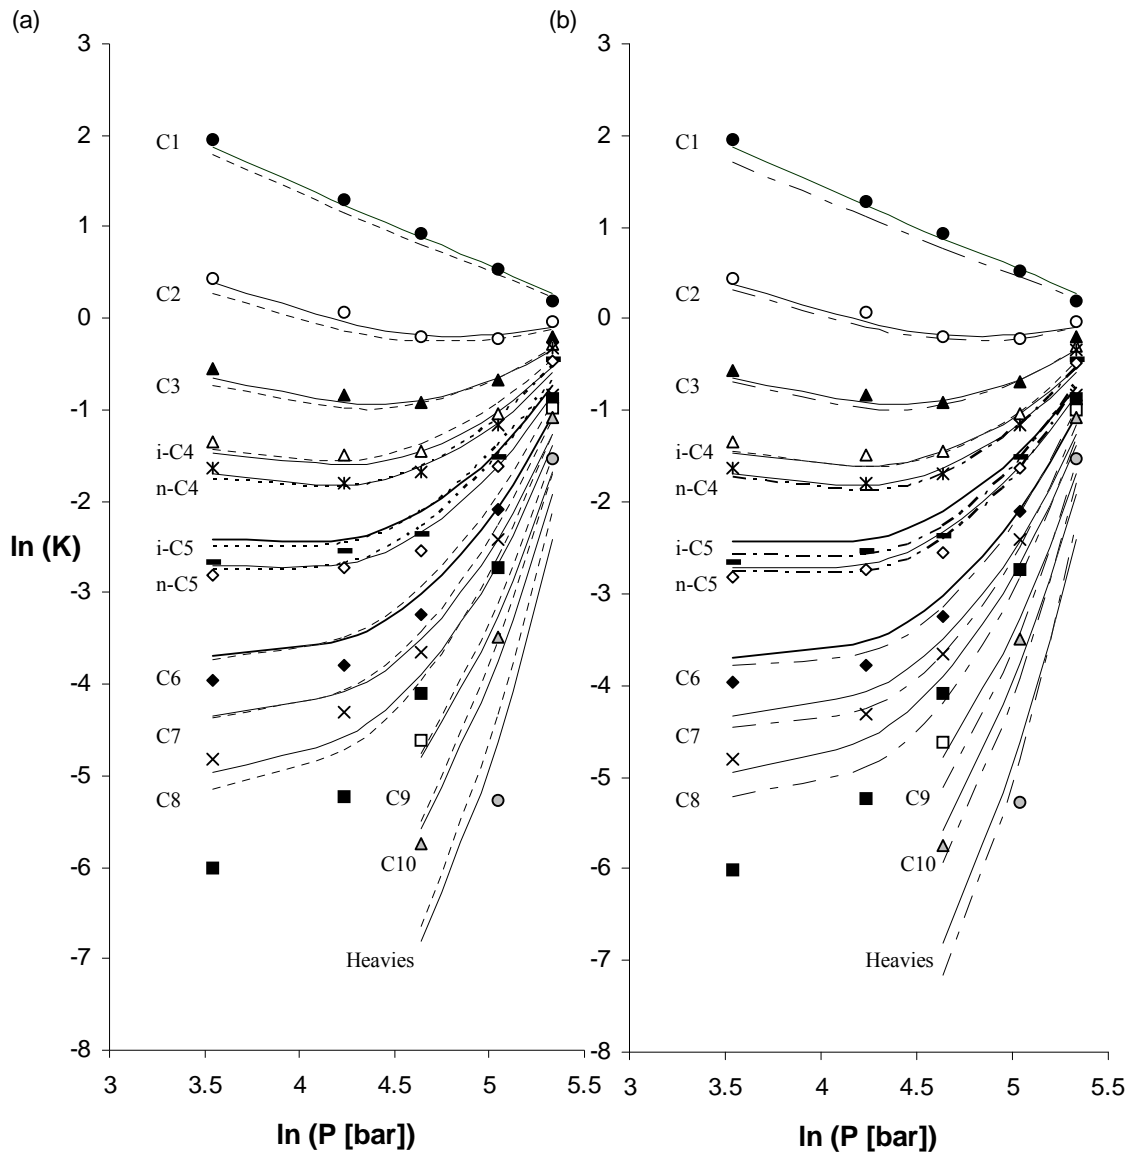 (a)
3
2
1
0
-1
-2
-3
-4
-5
-6
-7
-8
ln (K)
C1
C2
C3
i-C4
n-C4
i-C5
n-C5
C6
C7
C8
C9
C10
Heavies
3
3.5
4
4.5
5
5.5
ln (P [bar])
(b)
3
2
1
0
-1
-2
-3
-4
-5
-6
-7
-8
C1
C2
C3
i-C4
n-C4
i-C5
n-C5
C6
C7
C8
C9
C10
Heavies
3
3.5
4
4.5
5
5.5
ln (P [bar])